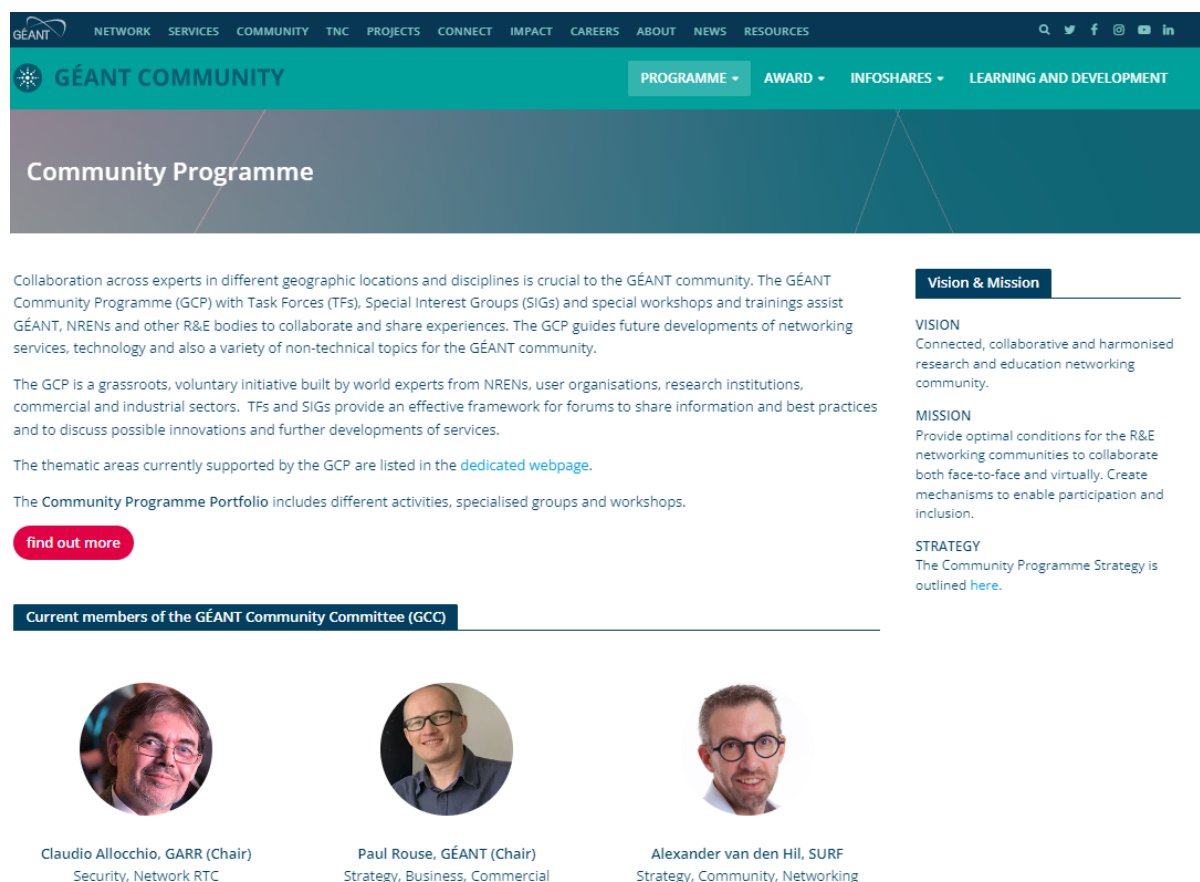 GÉANT
NETWORK SERVICES COMMUNITY TNC PROJECTS CONNECT IMPACT CAREERS ABOUT NEWS RESOURCES
GÉANT COMMUNITY
PROGRAMME AWARD INFOSHARES LEARNING AND DEVELOPMENT
Community Programme
Collaboration across experts in different geographic locations and disciplines is crucial to the GÉANT community. The GÉANT
Community Programme (GCP) with Task Forces (TFs), Special Interest Groups (SIGs) and special workshops and trainings assist
GÉANT, NRENs and other R&E bodies to collaborate and share experiences. The GCP guides future developments of networking
services, technology and also a variety of non-technical topics for the GÉANT community.
The GCP is a grassroots, voluntary initiative built by world experts from NRENs, user organisations, research institutions,
commercial and industrial sectors. TFs and SIGs provide an effective framework for forums to share information and best practices
and to discuss possible innovations and further developments of services.
The thematic areas currently supported by the GCP are listed in the dedicated webpage.
The Community Programme Portfolio includes different activities, specialised groups and workshops.
find out more
Vision & Mission
VISION
Connected, collaborative and harmonised
research and education networking
community.
MISSION
Provide optimal conditions for the R&E
networking communities to collaborate
both face-to-face and virtually. Create
mechanisms to enable participation and
inclusion.
STRATEGY
The Community Programme Strategy is
outlined here.
Current members of the GÉANT Community Committee (GCC)
Claudio Allocchio, GARR (Chair)
Security, Network RTC
Paul Rouse, GÉANT (Chair)
Strategy, Business, Commercial
Alexander van den Hil, SURF
Strategy, Community, Networking